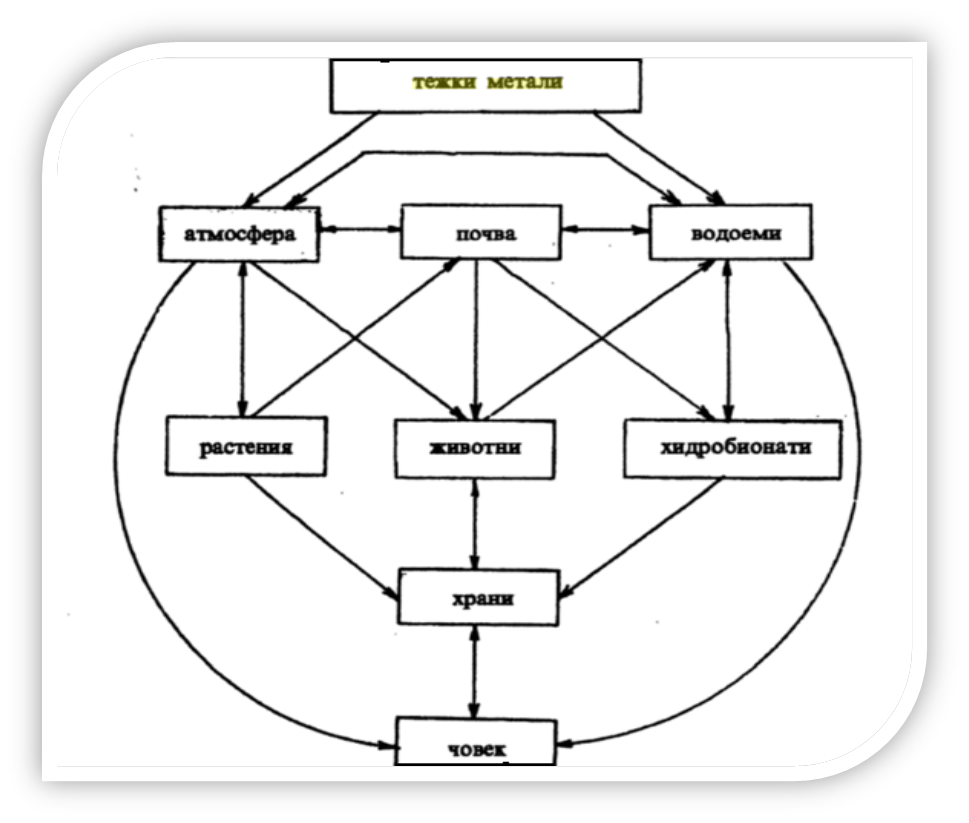 тежки метали
атмосфера
почва
водоеми
растения
животни
хидробионати
храни
човек